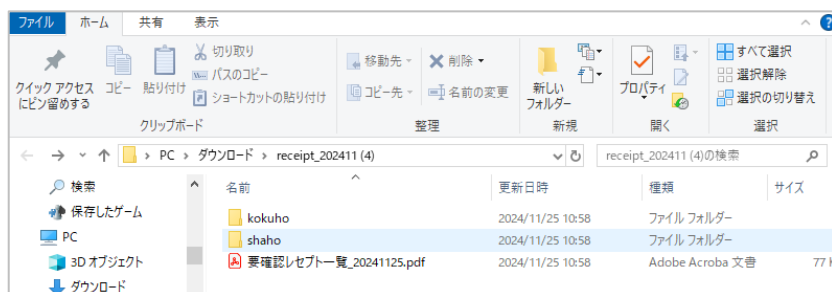 ファイル ホーム 共有 表示
クイック アクセスにピン留めする
コピー
貼り付け
切り取り
パスのコピー
ショートカットの貼り付け
クリップボード
移動先
コピー先
削除
名前の変更
整理
新しいフォルダー
新規
プロパティ
開く
すべて選択
選択解除
選択の切り替え
選択
PC › ダウンロード › receipt_202411 (4)
receipt_202411 (4)の検索
検索
保存したゲーム
PC
3D オブジェクト
ダウンロード
名前 更新日時 種類 サイズ
kokuho 2024/11/25 10:58 ファイル フォルダー
shaho 2024/11/25 10:58 ファイル フォルダー
要確認レセプト一覧_20241125.pdf 2024/11/25 10:58 Adobe Acroba 文書 77